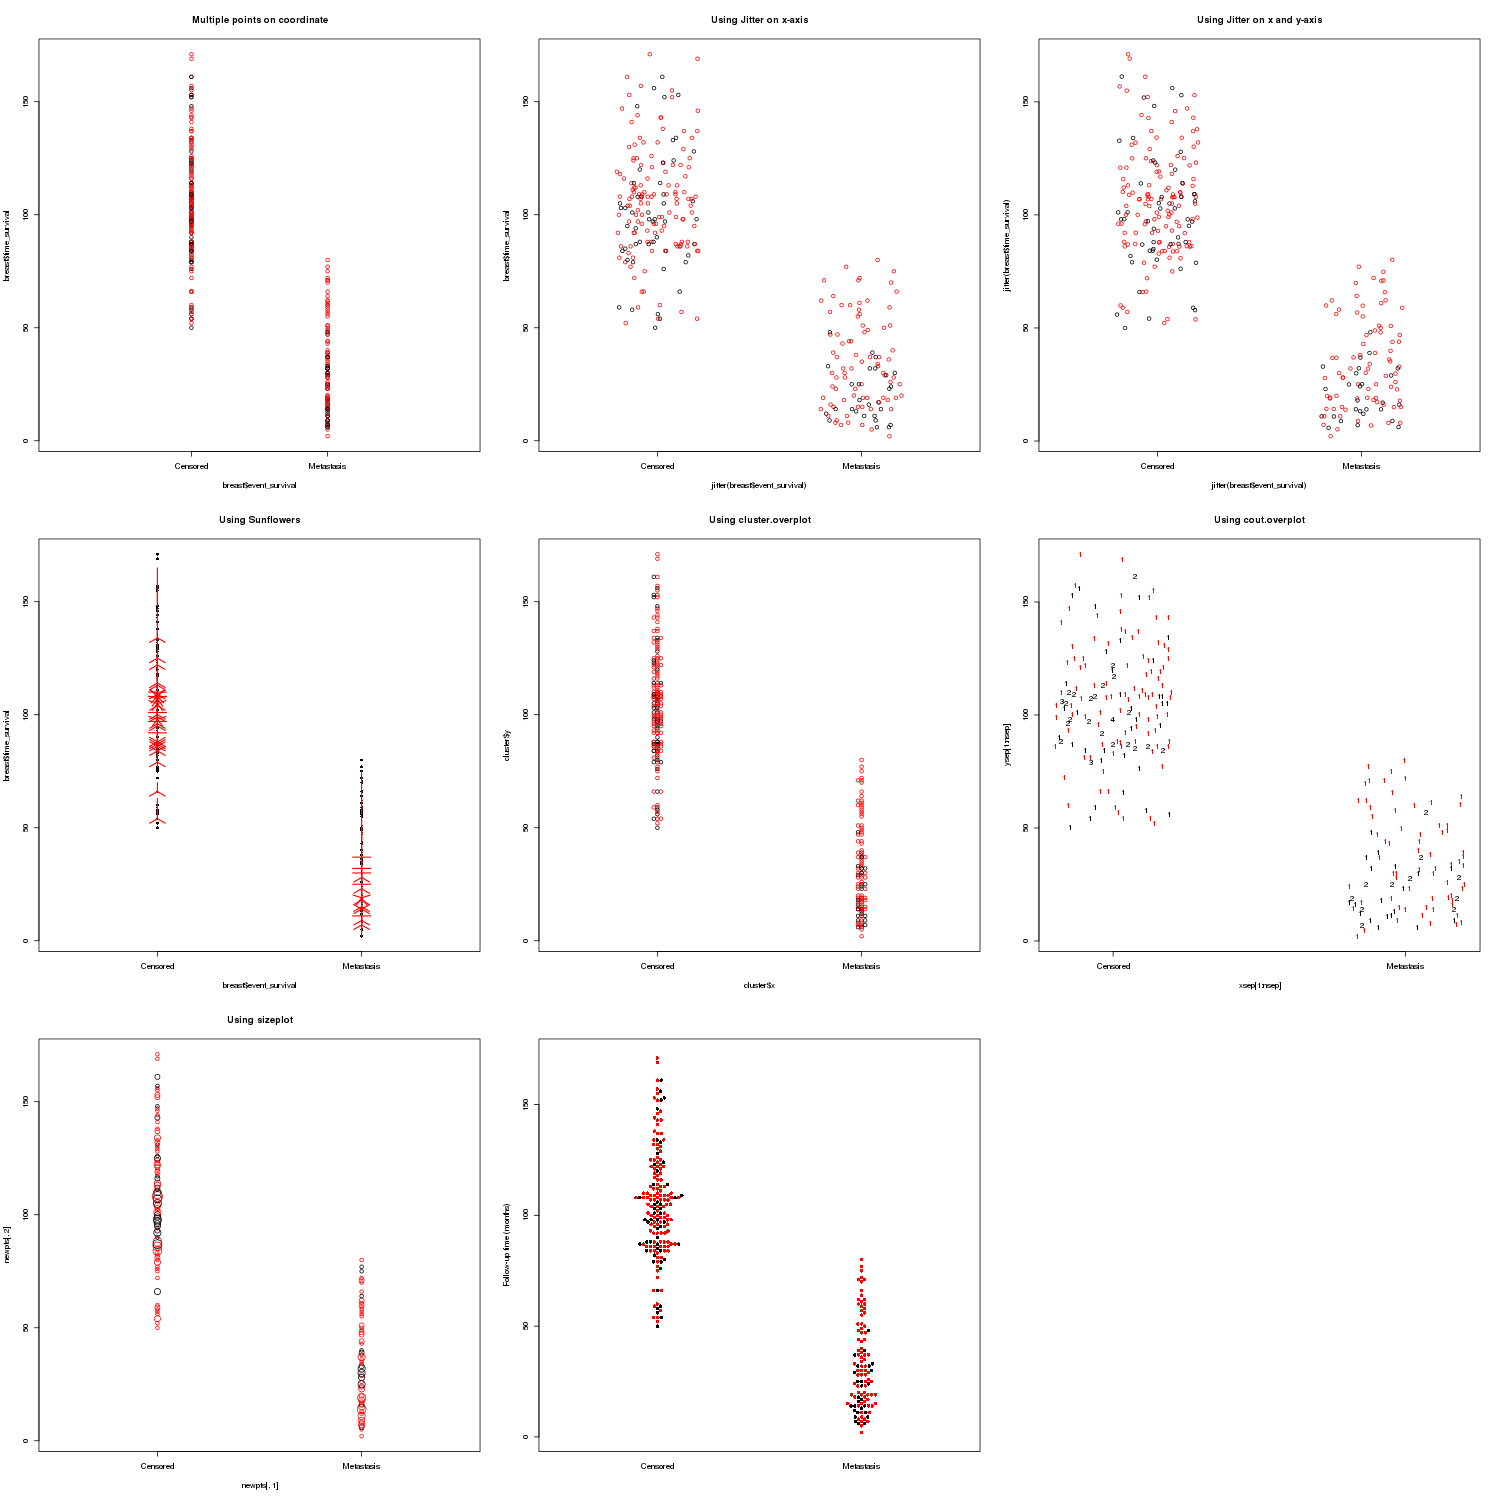 Multiple points on coordinate
Using Jitter on x-axis
Using Jitter on x and y-axis
breast$time_survival
150
100
50
0
Censored
Metastasis
breast$event_survival
breast$time_survival
150
100
50
0
Censored
Metastasis
jitter(breast$event_survival)
jitter(breast$time_survival)
150
100
50
0
Censored
Metastasis
jitter(breast$event_survival)
Using Sunflowers
Using cluster.overplot
Using cout.overplot
breast$time_survival
150
100
50
0
Censored
Metastasis
breast$event_survival
cluster$y
150
100
50
0
Censored
Metastasis
cluster$x
ysep[1:nsep]
150
100
50
0
Censored
Metastasis
xsep[1:nsep]
Using sizeplot
newpts[, 2]
150
100
50
0
Censored
Metastasis
newpts[, 1]
Follow-up time (months)
150
100
50
0
Censored
Metastasis